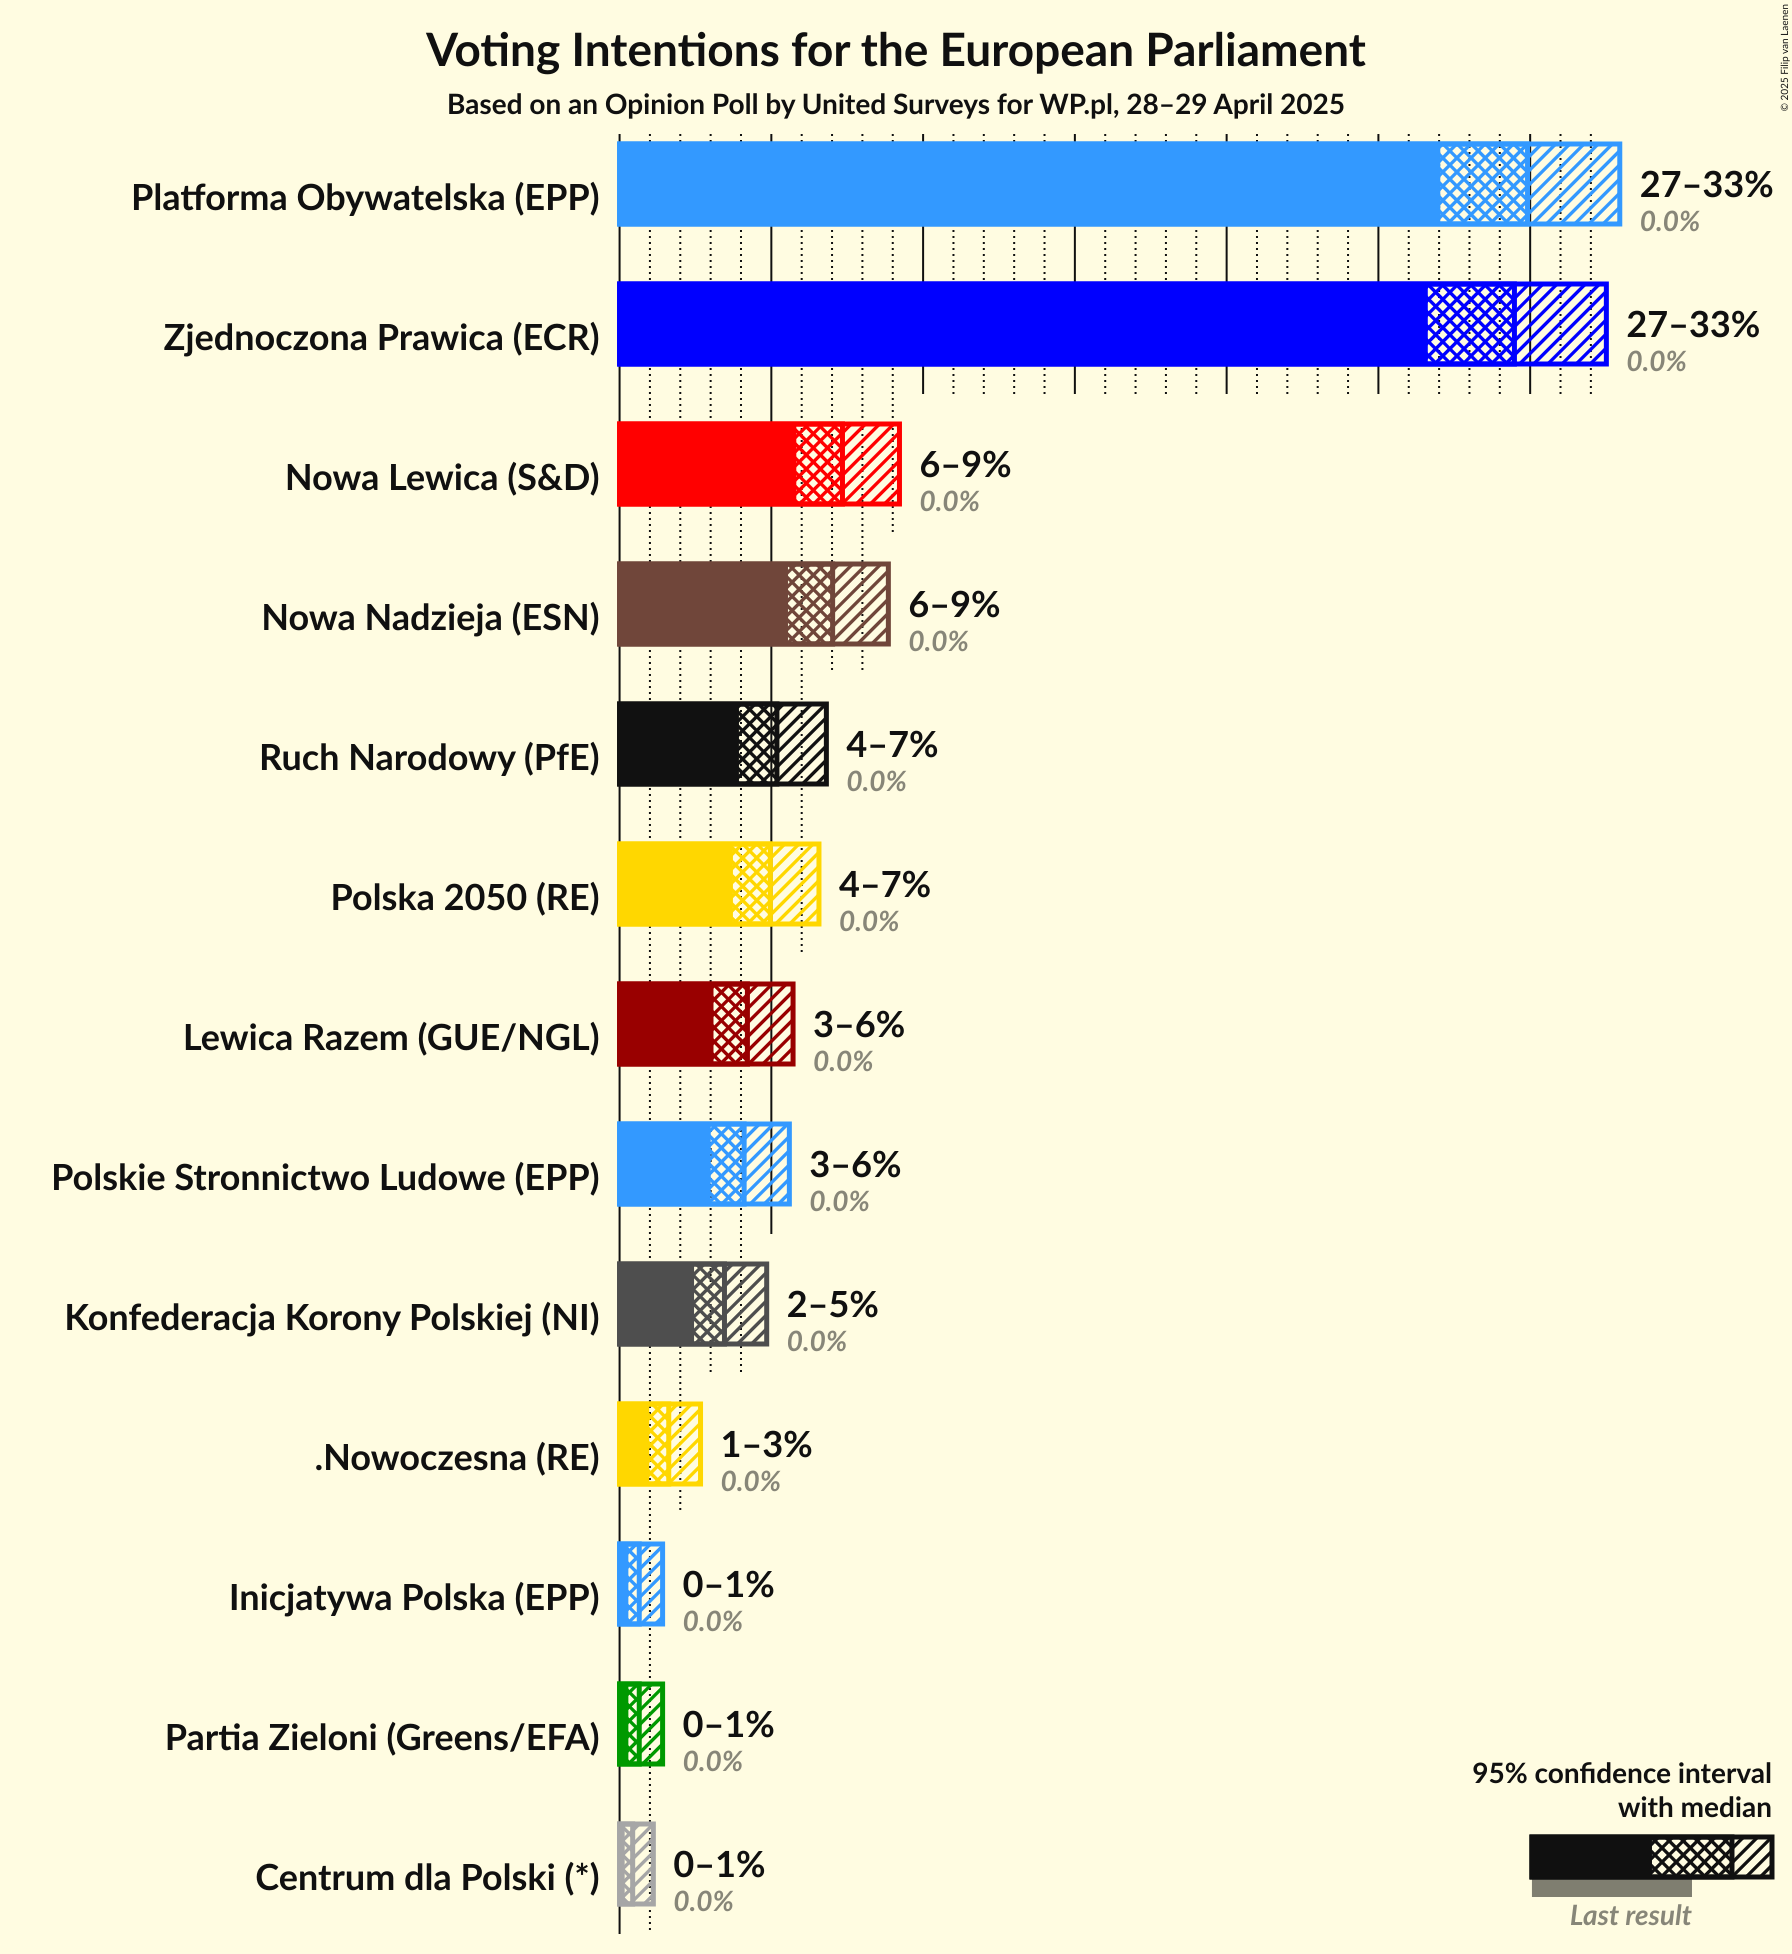 Voting Intentions for the European Parliament
Based on an Opinion Poll by United Surveys for WP.pl, 28–29 April 2025
© 2025 Filip van Laenen
Platforma Obywatelska (EPP)
27–33%
0.0%
Zjednoczona Prawica (ECR)
27–33%
0.0%
Nowa Lewica (S&D)
6–9%
0.0%
Nowa Nadzieja (ESN)
6–9%
0.0%
Ruch Narodowy (PfE)
4–7%
0.0%
Polska 2050 (RE)
4–7%
0.0%
Lewica Razem (GUE/NGL)
3–6%
0.0%
Polskie Stronnictwo Ludowe (EPP)
3–6%
0.0%
Konfederacja Korony Polskiej (NI)
2–5%
0.0%
.Nowoczesna (RE)
1–3%
0.0%
Inicjatywa Polska (EPP)
0–1%
0.0%
Partia Zieloni (Greens/EFA)
0–1%
0.0%
Centrum dla Polski (*)
0–1%
0.0%
95% confidence interval
with median
Last result